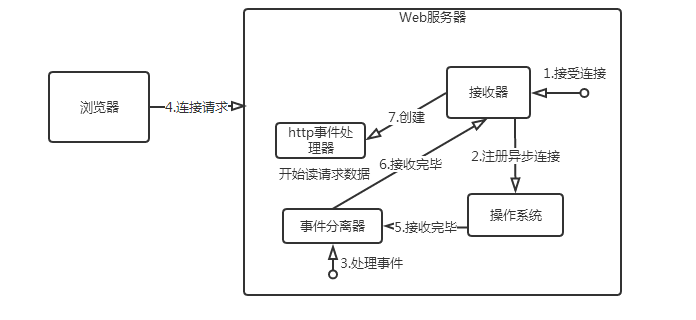 Web服务器
1.接受连接
接收器
浏览器
4.连接请求
7.创建
http事件处
理器
2.注册异步连接
6.接收完毕
开始读请求数据
操作系统
事件分离器
5.接收完毕
3.处理事件